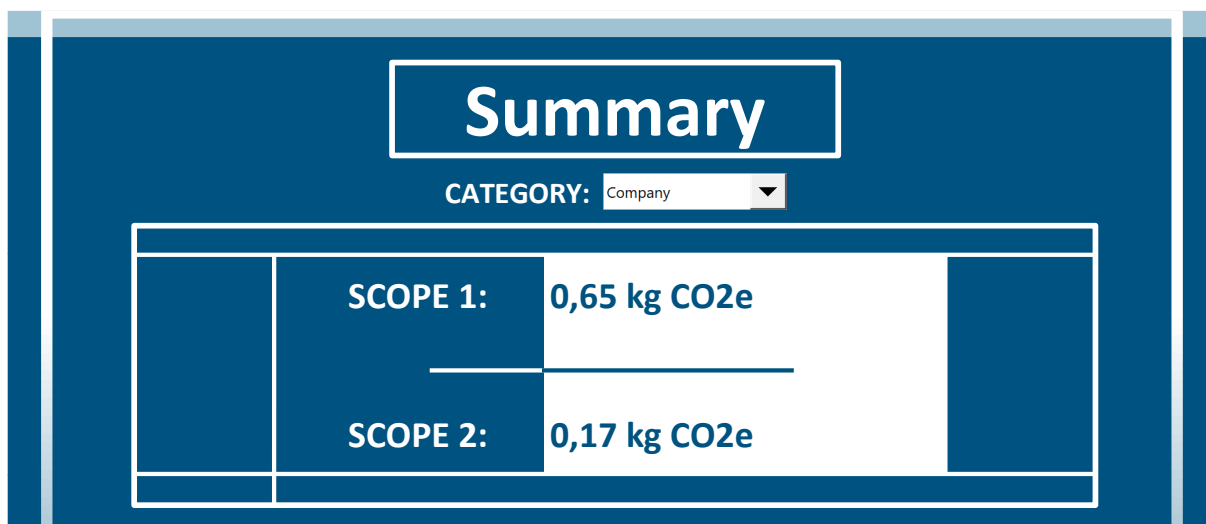 Summary
CATEGORY: Company
SCOPE 1: 0,65 kg CO2e
SCOPE 2: 0,17 kg CO2e